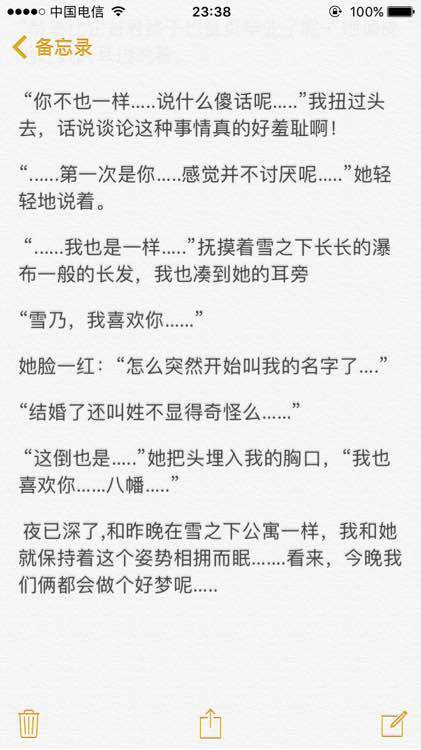 中国电信
23:38
100%
备忘录
“你不也一样.....说什么傻话呢.....”我扭过头
去，话说谈论这种事情真的好羞耻啊！
“......第一次是你.....感觉并不讨厌呢.....”她轻
轻地说着。
“......我也是一样.....”抚摸着雪之下长长的瀑
布一般的长发，我也凑到她的耳旁
“雪乃，我喜欢你......”
她脸一红：“怎么突然开始叫我的名字了....”
“结婚了还叫姓不显得奇怪么......”
“这倒也是.....”她把头埋入我的胸口，“我也
喜欢你......八幡.....”
夜已深了,和昨晚在雪之下公寓一样，我和她
就保持着这个姿势相拥而眠.......看来，今晚我
们俩都会做个好梦呢.....